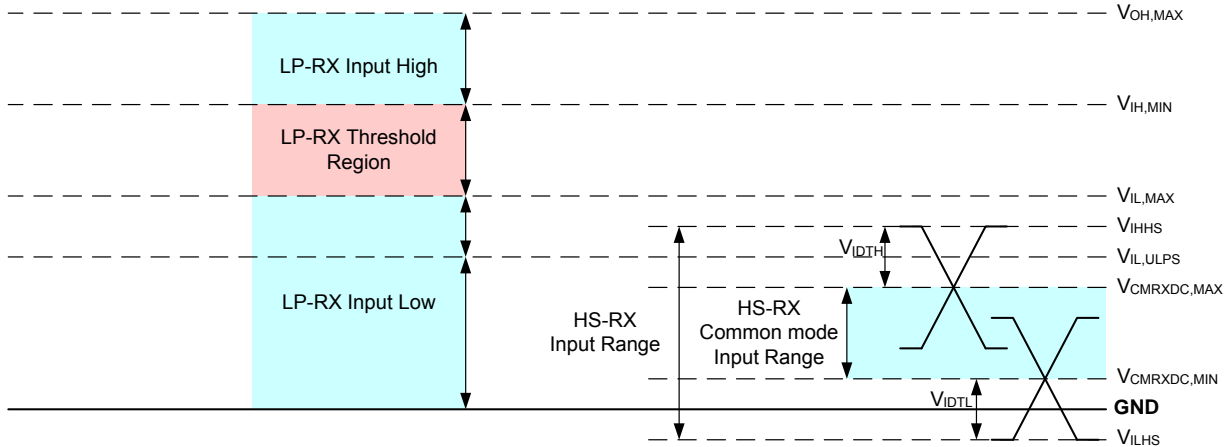 VOH,MAX
LP-RX Input High
VIH,MIN
LP-RX Threshold
Region
VIL,MAX
VIHHS
VIDTH
VIL,ULPS
LP-RX Input Low
VCMRXDC,MAX
HS-RX
Input Range
HS-RX
Common mode
Input Range
VCMRXDC,MIN
VIDTL
GND
VILHS